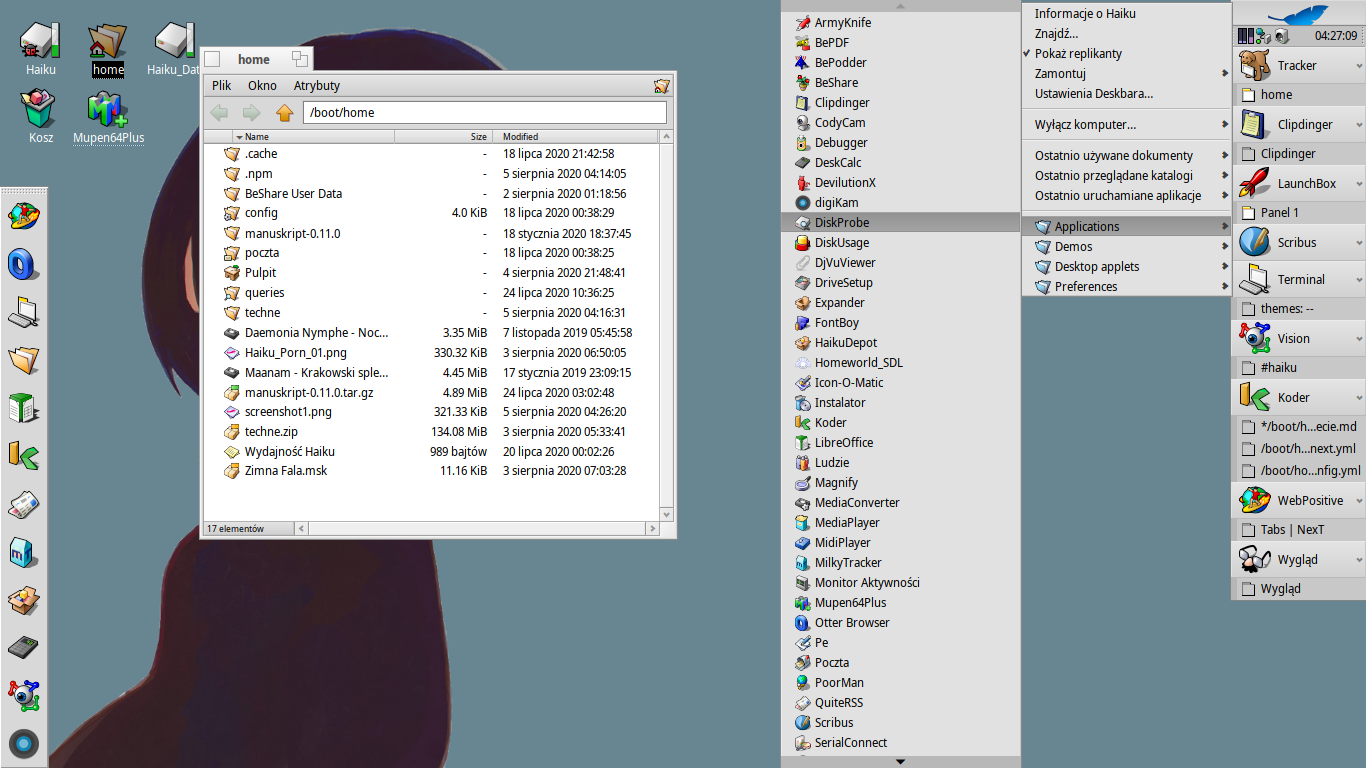 Haiku
home
Haiku_Dat
Kosz
Mupen64Plus
home
Plik Okno Atrybuty
/boot/home
Name Size Modified
.cache - 18 lipca 2020 21:42:58
.npm - 5 sierpnia 2020 04:14:05
BeShare User Data - 2 sierpnia 2020 01:18:56
config 4.0 KiB 18 lipca 2020 00:38:29
manuskript-0.11.0 - 18 stycznia 2020 18:37:45
poczta - 18 lipca 2020 00:38:25
Pulpit - 4 sierpnia 2020 21:48:41
queries - 24 lipca 2020 10:36:25
techne - 5 sierpnia 2020 04:16:31
Daemonia Nymphe - Noc... 3.35 MiB 7 listopada 2019 05:45:58
Haiku_Porn_01.png 330.32 KiB 3 sierpnia 2020 06:50:05
Maanam - Krakowski sple... 4.45 MiB 17 stycznia 2019 23:09:15
manuskript-0.11.0.tar.gz 4.89 MiB 24 lipca 2020 03:02:48
screenshot1.png 321.33 KiB 5 sierpnia 2020 04:26:20
techne.zip 134.08 MiB 3 sierpnia 2020 05:33:41
Wydajność Haiku 989 bajtów 20 lipca 2020 00:02:26
Zimna Fala.msk 11.16 KiB 3 sierpnia 2020 07:03:28
17 elementów
ArmyKnife
BePDF
BePodder
BeShare
Clipdinger
CodyCam
Debugger
DeskCalc
DevilutionX
digiKam
DiskProbe
DiskUsage
DjVuViewer
DriveSetup
Expander
FontBoy
HaikuDepot
Homeworld_SDL
Icon-O-Matic
Instalator
Koder
LibreOffice
Ludzie
Magnify
MediaConverter
MediaPlayer
MidiPlayer
MilkyTracker
Monitor Aktywności
Mupen64Plus
Otter Browser
Pe
Poczta
PoorMan
QuiteRSS
Scribus
SerialConnect
Informacje o Haiku
Znajdź...
Pokaż replikanty
Zamontuj
Ustawienia Deskbara...
Wyłącz komputer...
Ostatnio używane dokumenty
Ostatnio przeglądane katalogi
Ostatnio uruchamiane aplikacje
Applications
Demos
Desktop applets
Preferences
04:27:09
Tracker
home
Clipdinger
Clipdinger
LaunchBox
Panel 1
Scribus
Terminal
themes: --
Vision
#haiku
Koder
*/boot/h...ecie.md
/boot/h...next.yml
/boot/ho...nfig.yml
WebPositive
Tabs | NexT
Wygląd
Wygląd